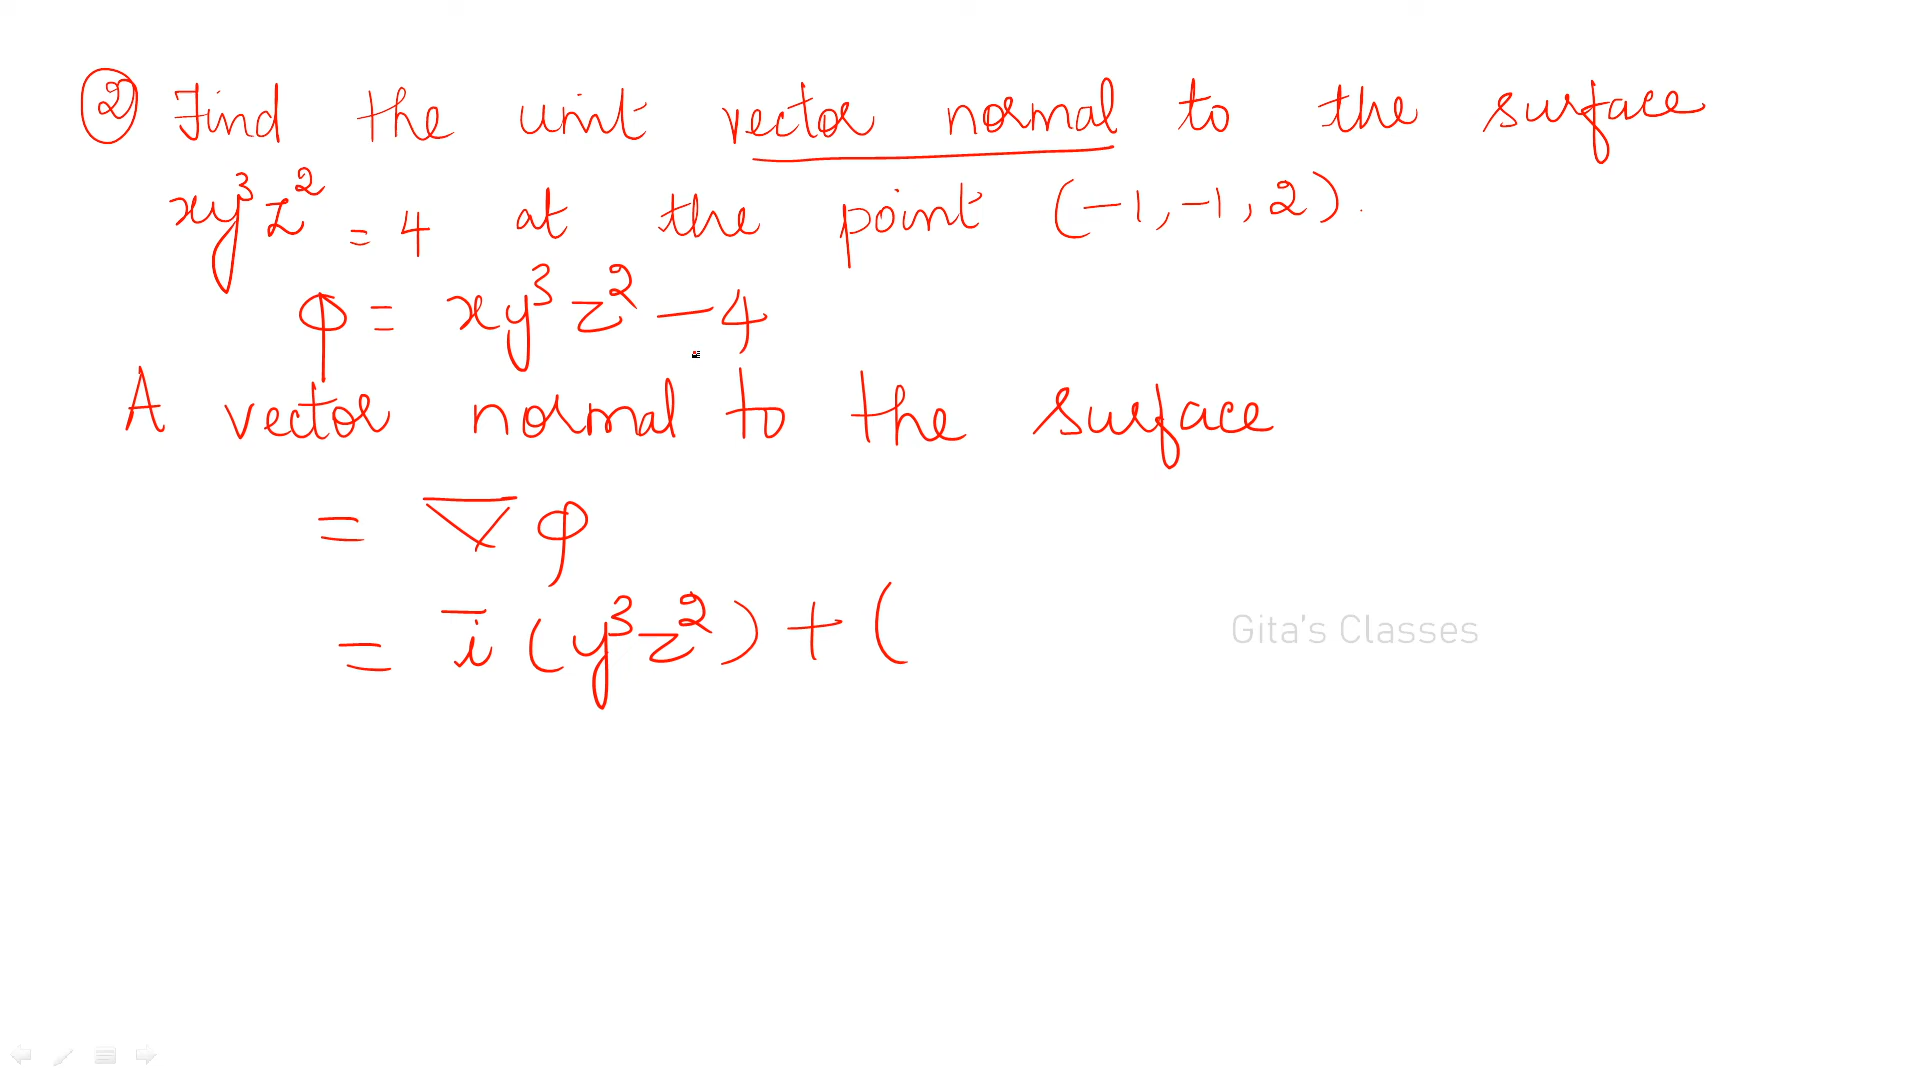 ② Find the unit vector normal to the surface
xy³z² = 4 at the point (-1, -1, 2).
φ = xy³z² - 4
A vector normal to the surface
= ∇φ
= i̅ (y³z²) + (
Gita's Classes